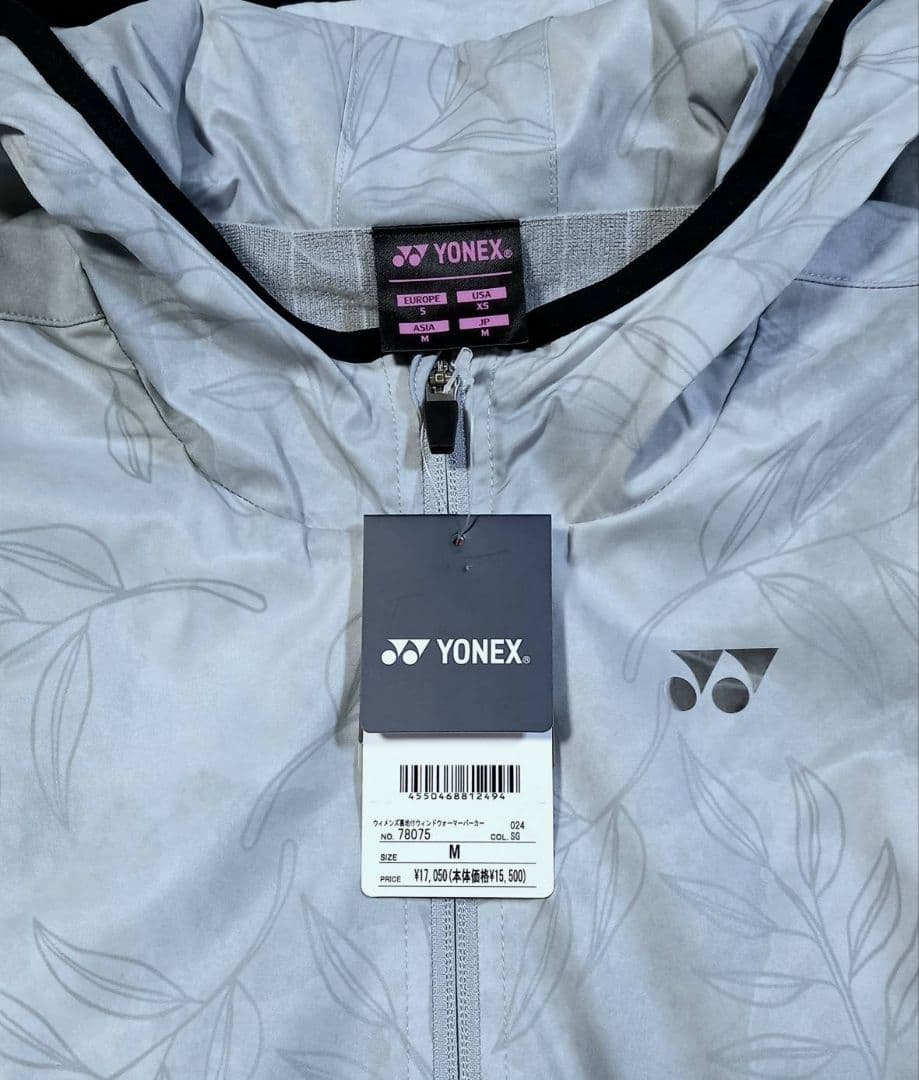 YONEX®
EUROPE USA
S XS
ASIA JP
M M
YONEX®
4550468812494
ウィメンズ裏地付ウィンドウォーマーパーカー 024
NO. 78075 COL. SG
SIZE M
PRICE ¥17,050(本体価格¥15,500)